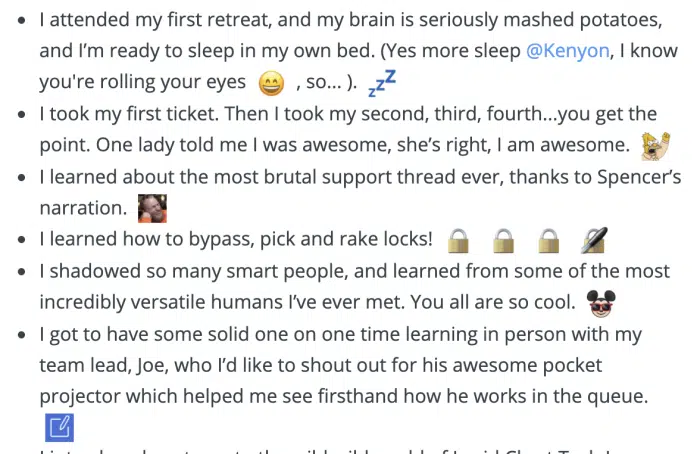 I attended my first retreat, and my brain is seriously mashed potatoes,
and I’m ready to sleep in my own bed. (Yes more sleep @Kenyon, I know
you're rolling your eyes 😄 , so... ). 💤
I took my first ticket. Then I took my second, third, fourth...you get the
point. One lady told me I was awesome, she’s right, I am awesome.
I learned about the most brutal support thread ever, thanks to Spencer’s
narration.
I learned how to bypass, pick and rake locks! 🔒 🔒 🔒 🔏
I shadowed so many smart people, and learned from some of the most
incredibly versatile humans I’ve ever met. You all are so cool.
I got to have some solid one on one time learning in person with my
team lead, Joe, who I’d like to shout out for his awesome pocket
projector which helped me see firsthand how he works in the queue.